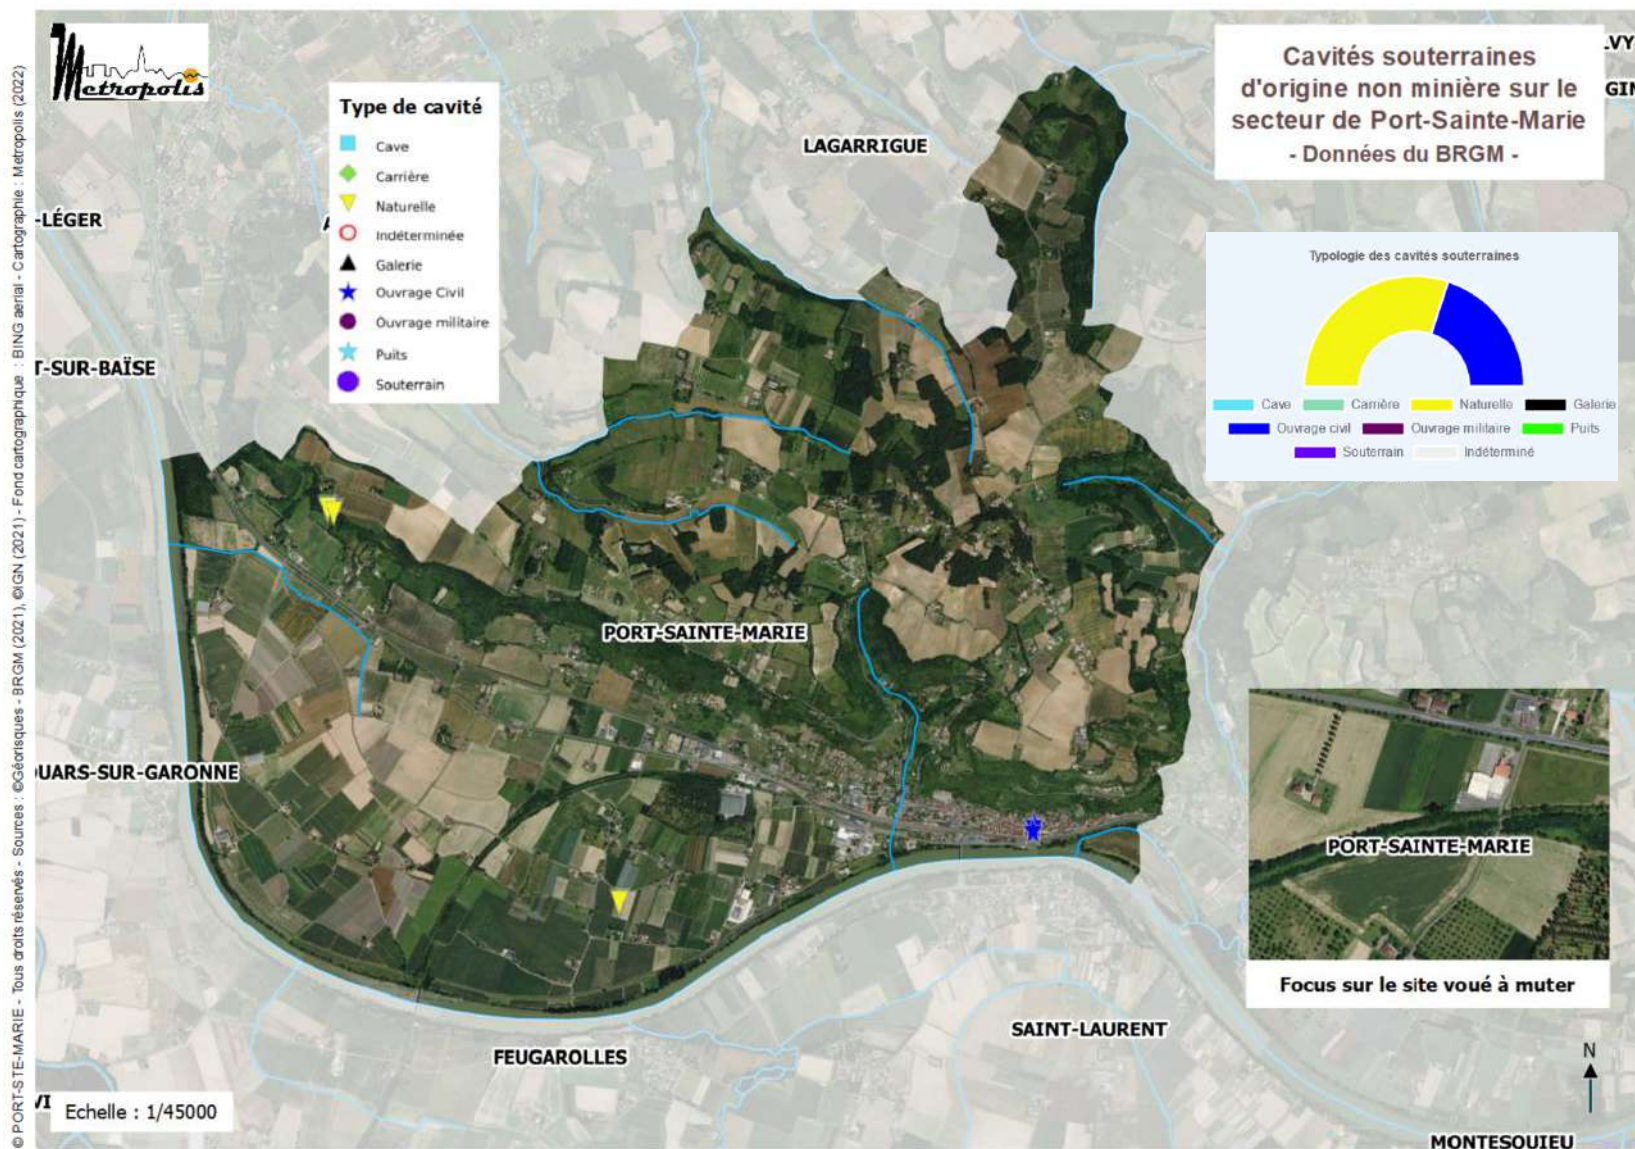 Metropolis
Cavités souterraines
d'origine non minière sur le
secteur de Port-Sainte-Marie
- Données du BRGM -
Type de cavité
Cave
Carrière
Naturelle
Indéterminée
Galerie
Ouvrage Civil
Ouvrage militaire
Puits
Souterrain
LAGARRIGUE
-LÉGER
T-SUR-BAÏSE
Typologie des cavités souterraines
Cave Carrière Naturelle Galerie
Ouvrage civil Ouvrage militaire Puits
Souterrain Indéterminé
PORT-SAINTE-MARIE
OUARS-SUR-GARONNE
PORT-SAINTE-MARIE
Focus sur le site voué à muter
SAINT-LAURENT
FEUGAROLLES
N
VI
Echelle : 1/45000
MONTESQUIEU
© PORT-STE-MARIE - Tous droits réservés - Sources : ©Géorisques - BRGM (2021), ©IGN (2021) - Fond cartographique : BING aerial - Cartographie : Metropolis (2022)